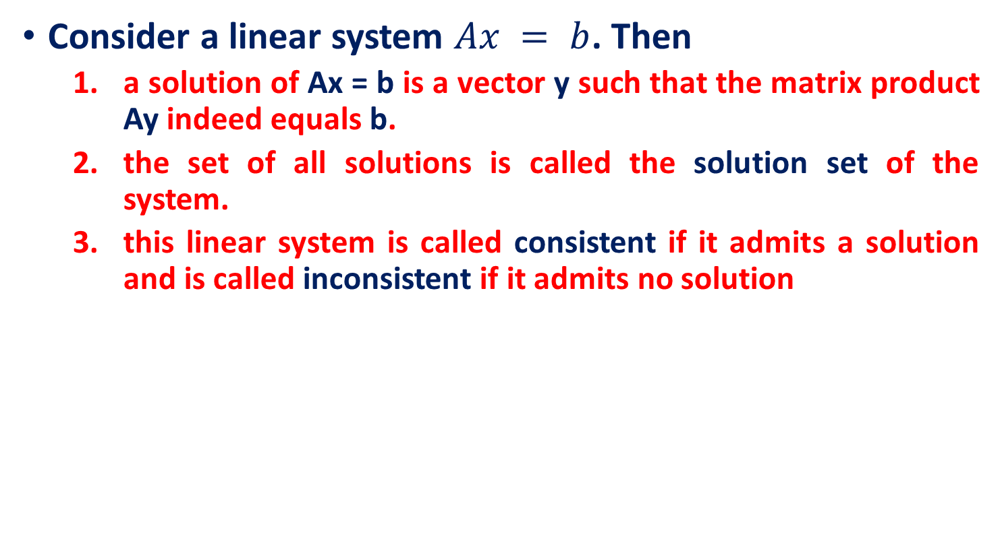 • Consider a linear system Ax = b. Then
1. a solution of Ax = b is a vector y such that the matrix product
Ay indeed equals b.
2. the set of all solutions is called the solution set of the
system.
3. this linear system is called consistent if it admits a solution
and is called inconsistent if it admits no solution